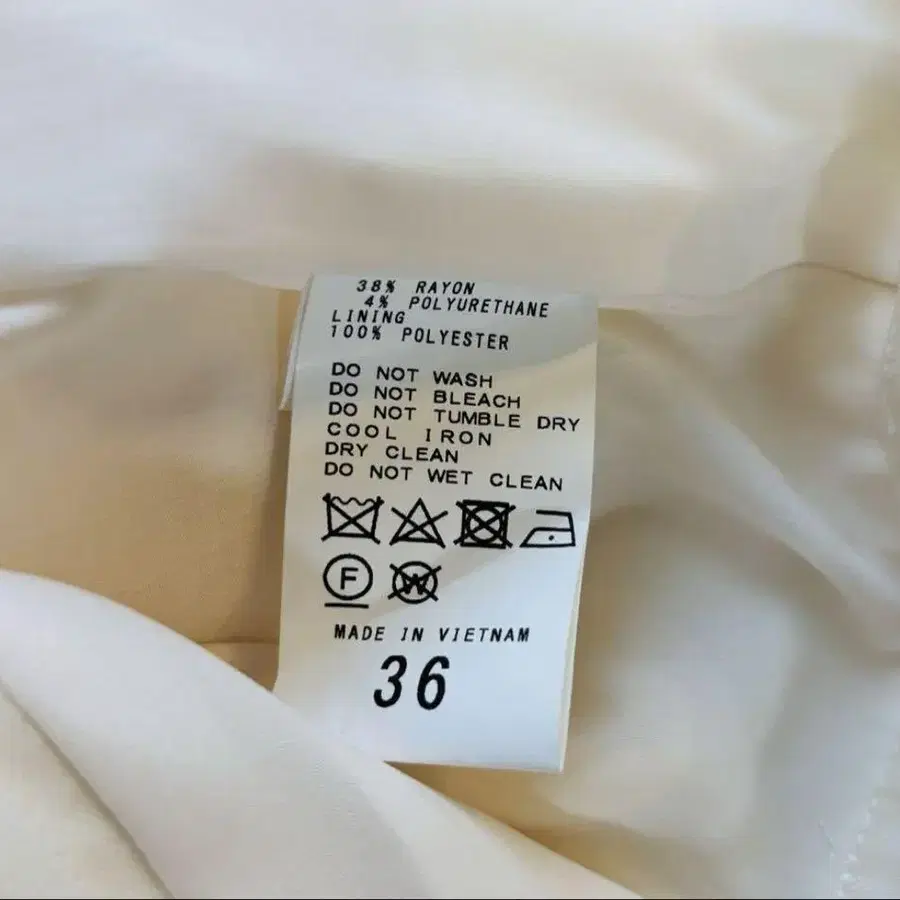 38% RAYON
4% POLYURETHANE
LINING
100% POLYESTER
DO NOT WASH
DO NOT BLEACH
DO NOT TUMBLE DRY
COOL IRON
DRY CLEAN
DO NOT WET CLEAN
F W
MADE IN VIETNAM
36